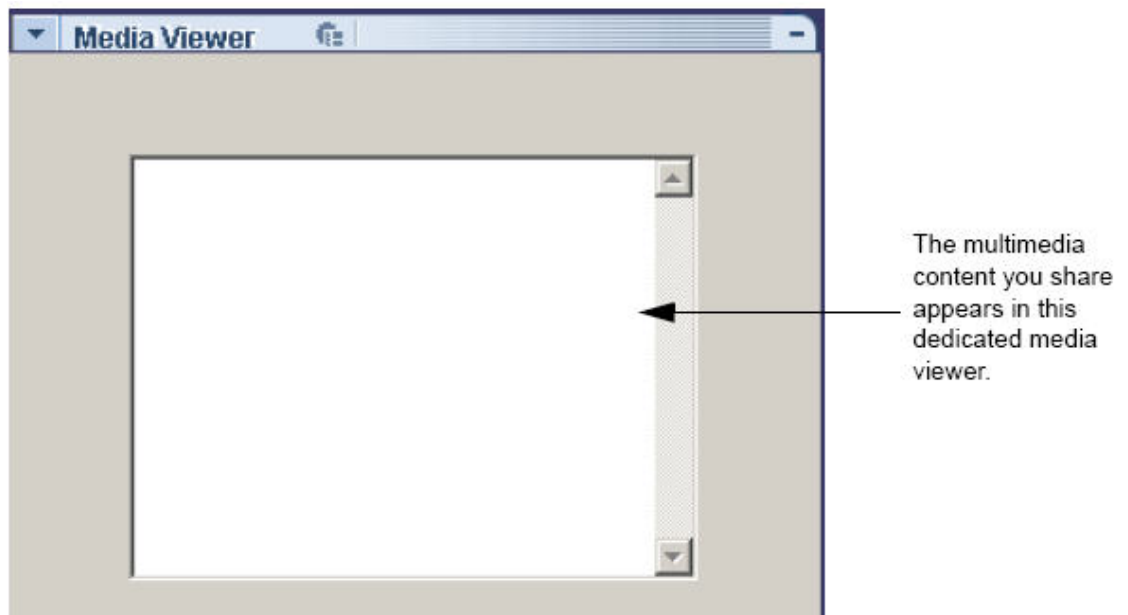 Media Viewer
The multimedia
content you share
appears in this
dedicated media
viewer.